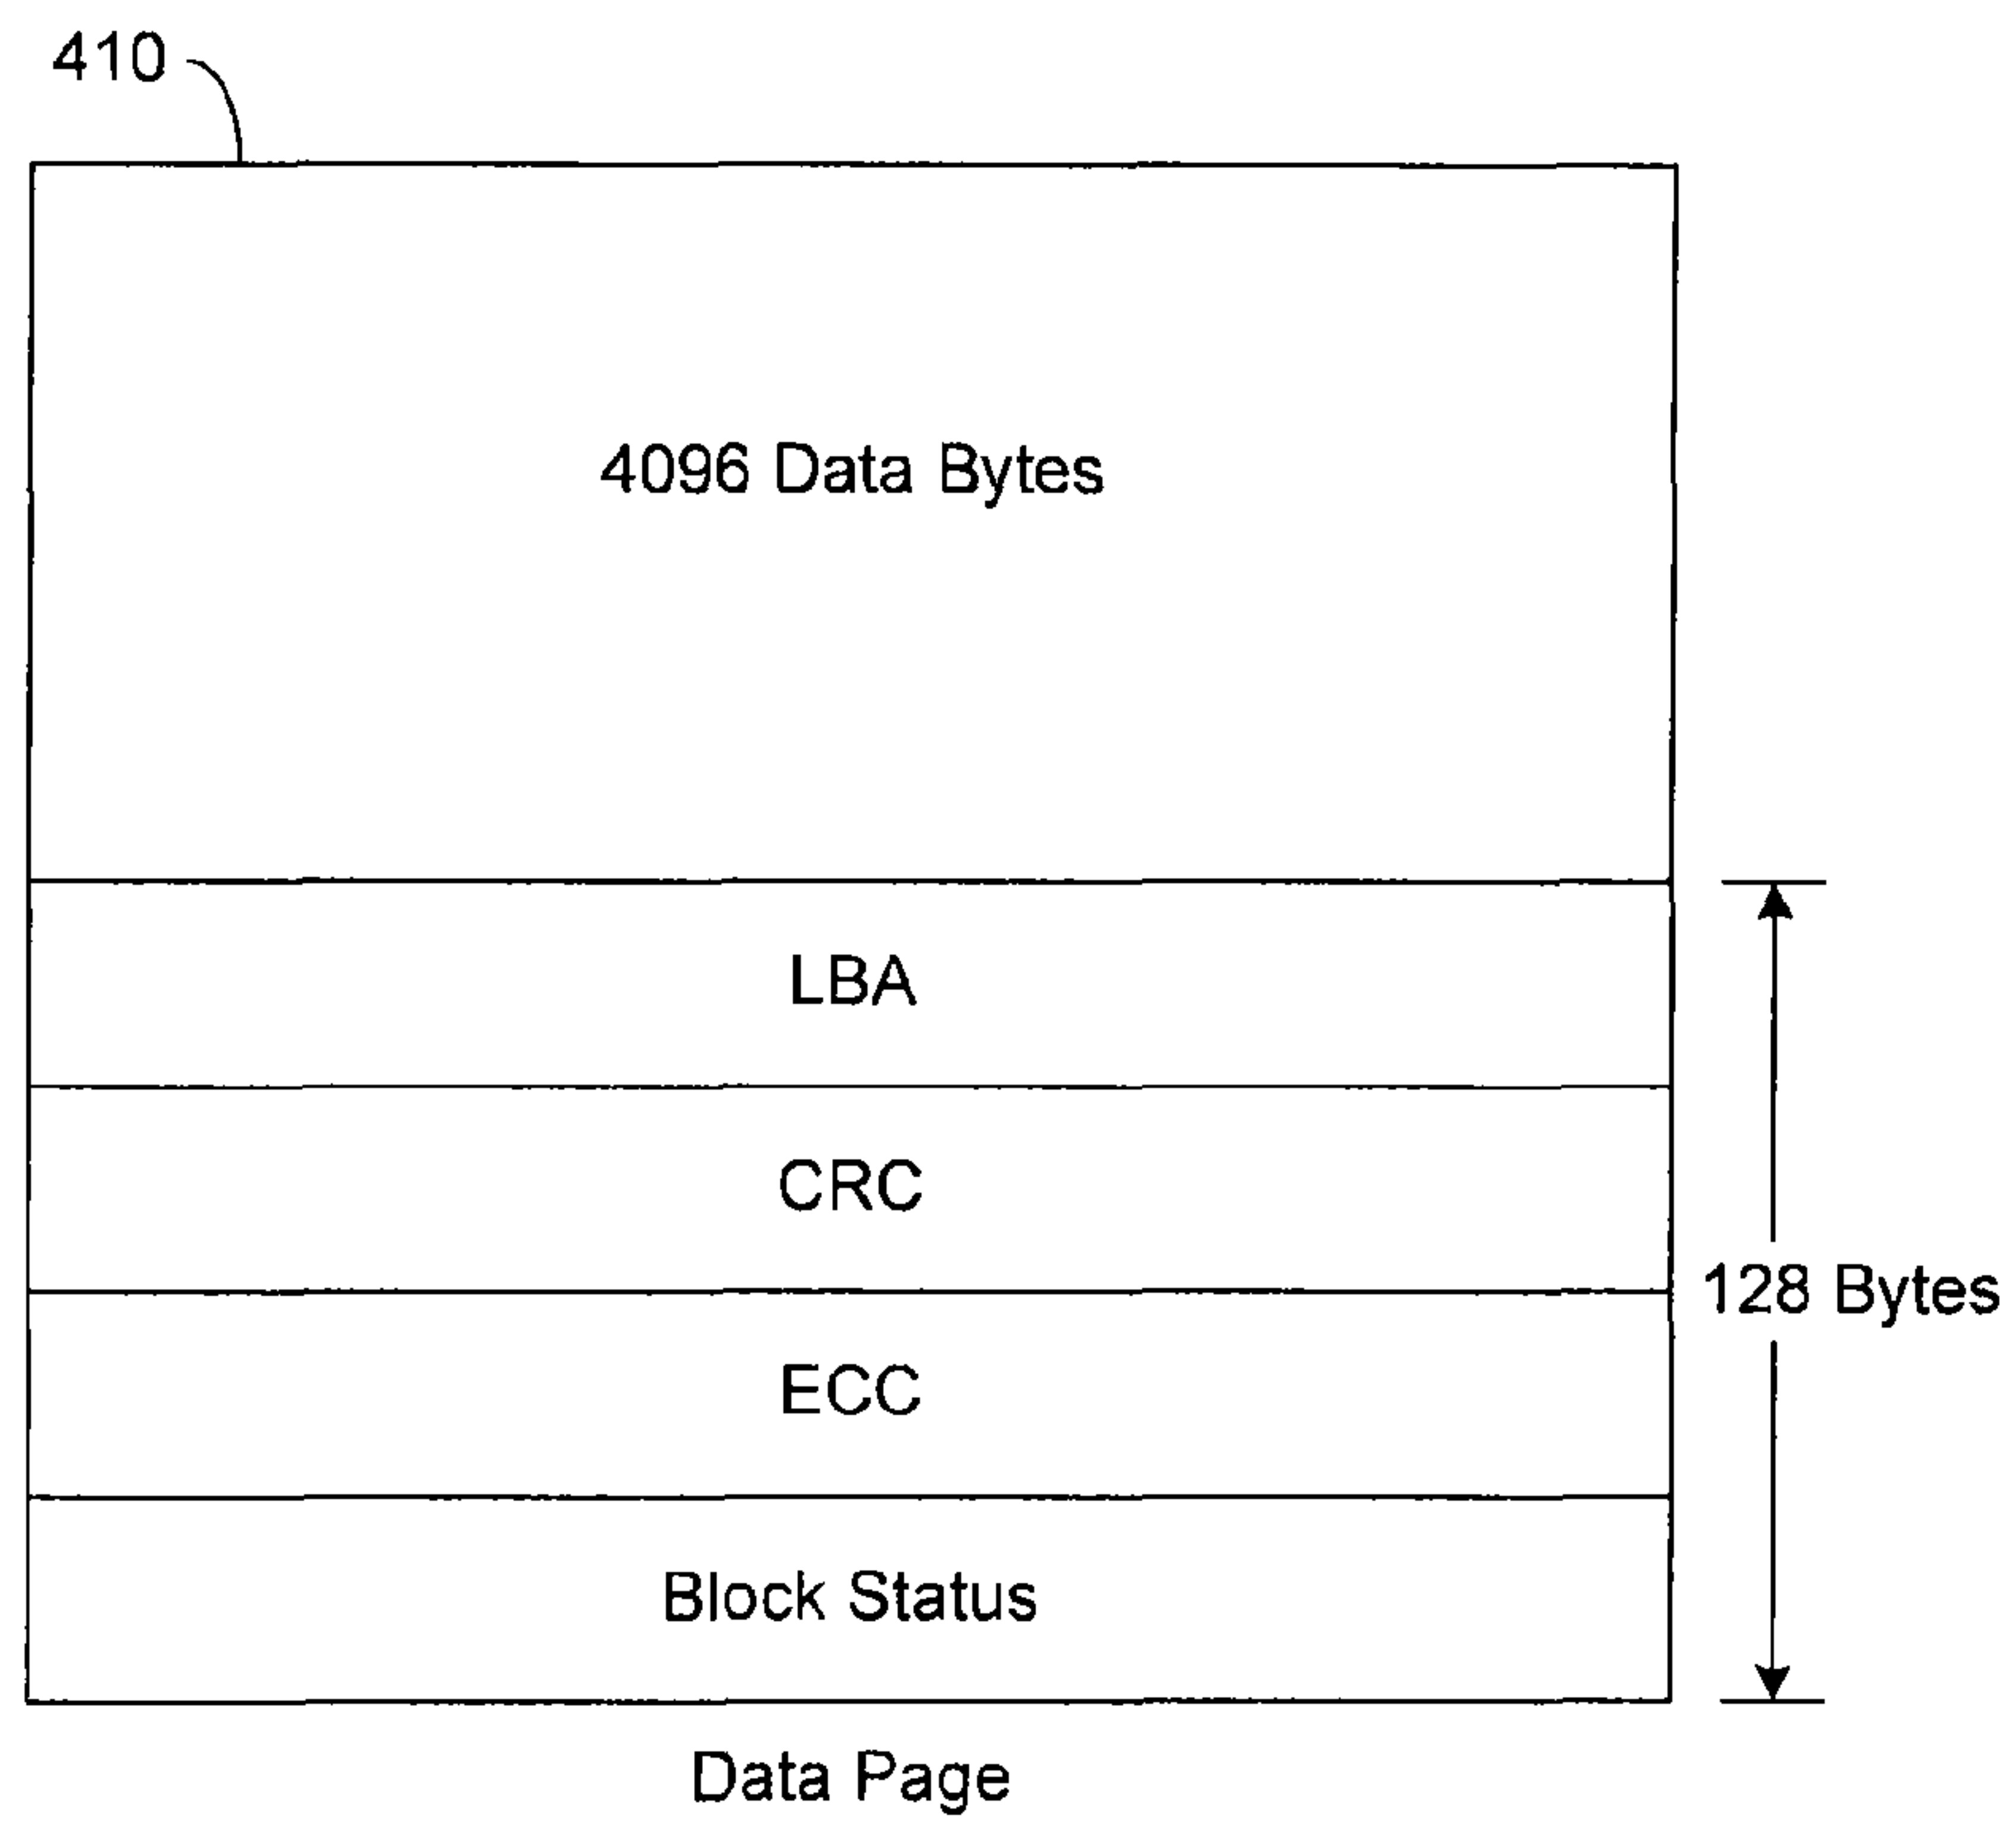 410
4096 Data Bytes
LBA
CRC
128 Bytes
ECC
Block Status
Data Page